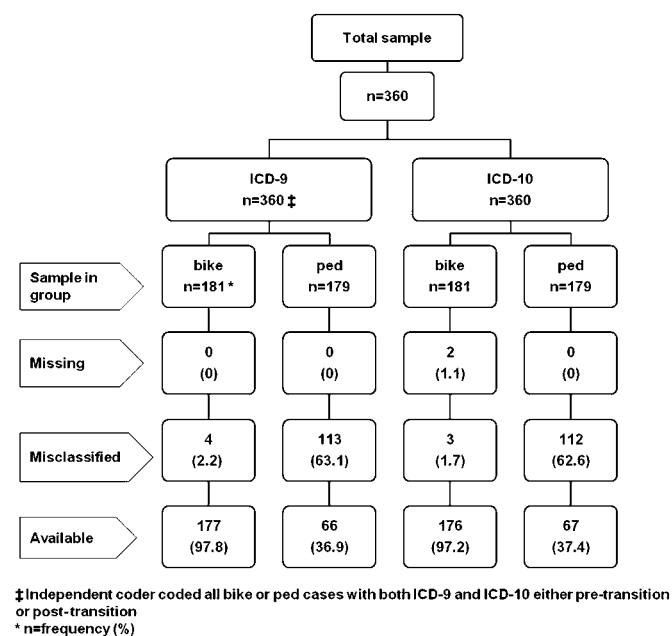 Total sample
n=360
ICD-9
n=360 ‡
ICD-10
n=360
Sample in
group
bike
n=181 *
ped
n=179
bike
n=181
ped
n=179
Missing
0
(0)
0
(0)
2
(1.1)
0
(0)
Misclassified
4
(2.2)
113
(63.1)
3
(1.7)
112
(62.6)
Available
177
(97.8)
66
(36.9)
176
(97.2)
67
(37.4)
‡ Independent coder coded all bike or ped cases with both ICD-9 and ICD-10 either pre-transition
or post-transition
* n=frequency (%)